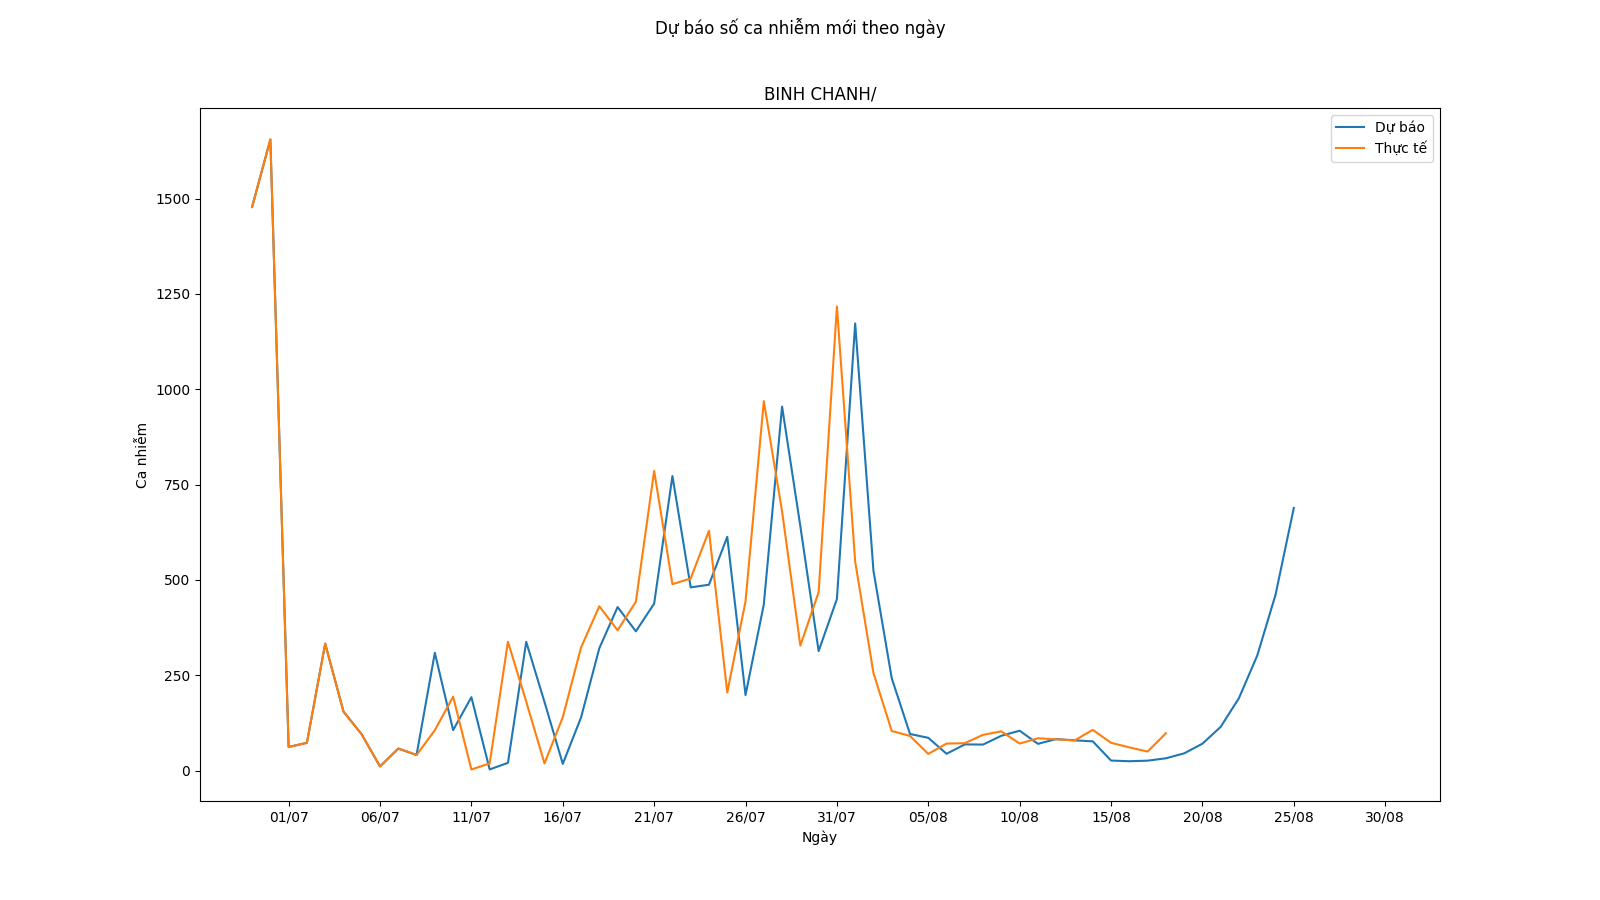 Dự báo số ca nhiễm mới theo ngày
BINH CHANH/
Dự báo
Thực tế
1500
1250
1000
750
500
250
0
Ca nhiễm
01/07 06/07 11/07 16/07 21/07 26/07 31/07 05/08 10/08 15/08 20/08 25/08 30/08
Ngày